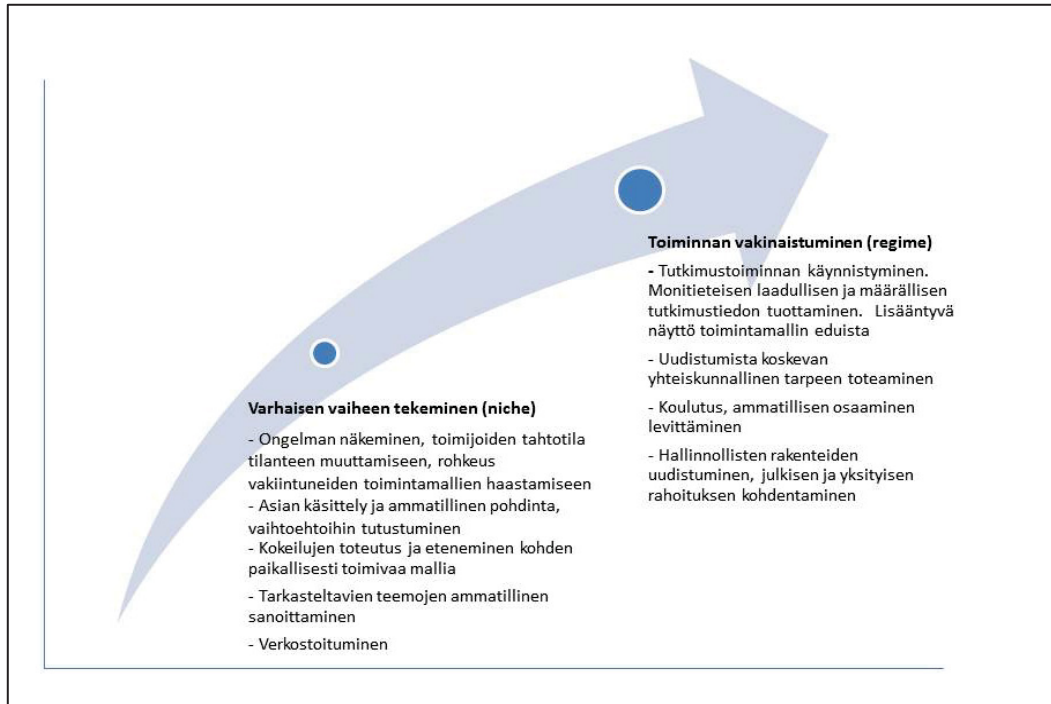 Toiminnan vakinaistuminen (regime)
- Tutkimustoiminnan käynnistyminen.
Monitieteisen laadullisen ja määrällisen
tutkimustiedon tuottaminen. Lisääntyvä
näyttö toimintamallin eduista
- Uudistumista koskevan
yhteiskunnallinen tarpeen toteaminen
- Koulutus, ammatillisen osaaminen
levittäminen
- Hallinnollisten rakenteiden
uudistuminen, julkisen ja yksityisen
rahoituksen kohdentaminen
Varhaisen vaiheen tekeminen (niche)
- Ongelman näkeminen, toimijoiden tahtotila
tilanteen muuttamiseen, rohkeus
vakiintuneiden toimintamallien haastamiseen
- Asian käsittely ja ammatillinen pohdinta,
vaihtoehtoihin tutustuminen
- Kokeilujen toteutus ja eteneminen kohden
paikallisesti toimivaa mallia
- Tarkasteltavien teemojen ammatillinen
sanoittaminen
- Verkostoituminen